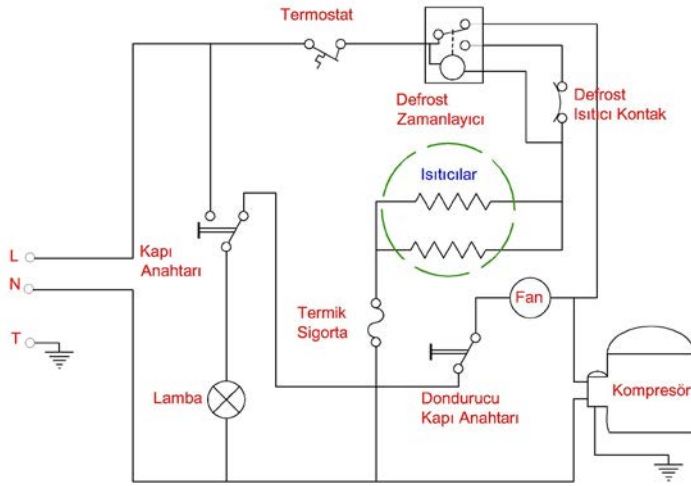 Termostat
Defrost
Zamanlayıcı
Defrost
Isıtıcı Kontak
Isıtıcılar
L
Kapı
Anahtarı
N
Fan
Termik
Sigorta
T
Kompresör
Lamba
Dondurucu
Kapı Anahtarı